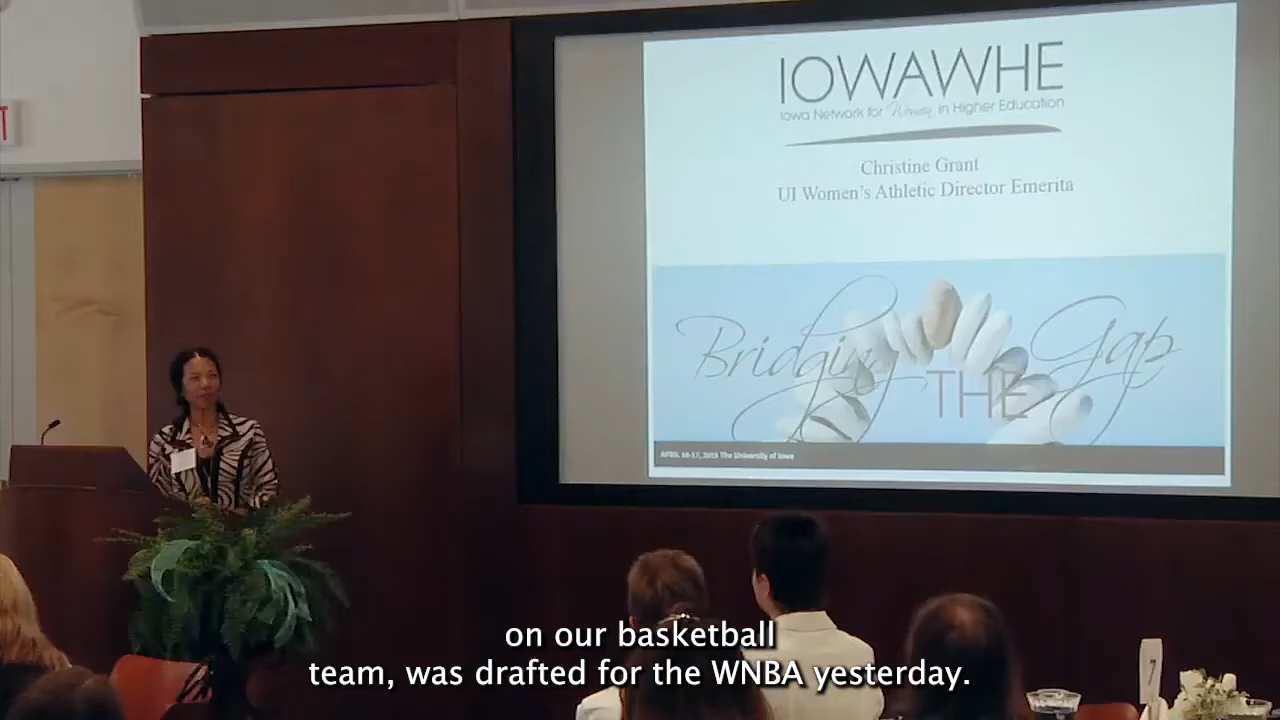 IOWAWHE
Iowa Network for Women in Higher Education
Christine Grant
UI Women's Athletic Director Emerita
Bridging THE Gap
The University of Iowa
T
7
on our basketball
team, was drafted for the WNBA yesterday.